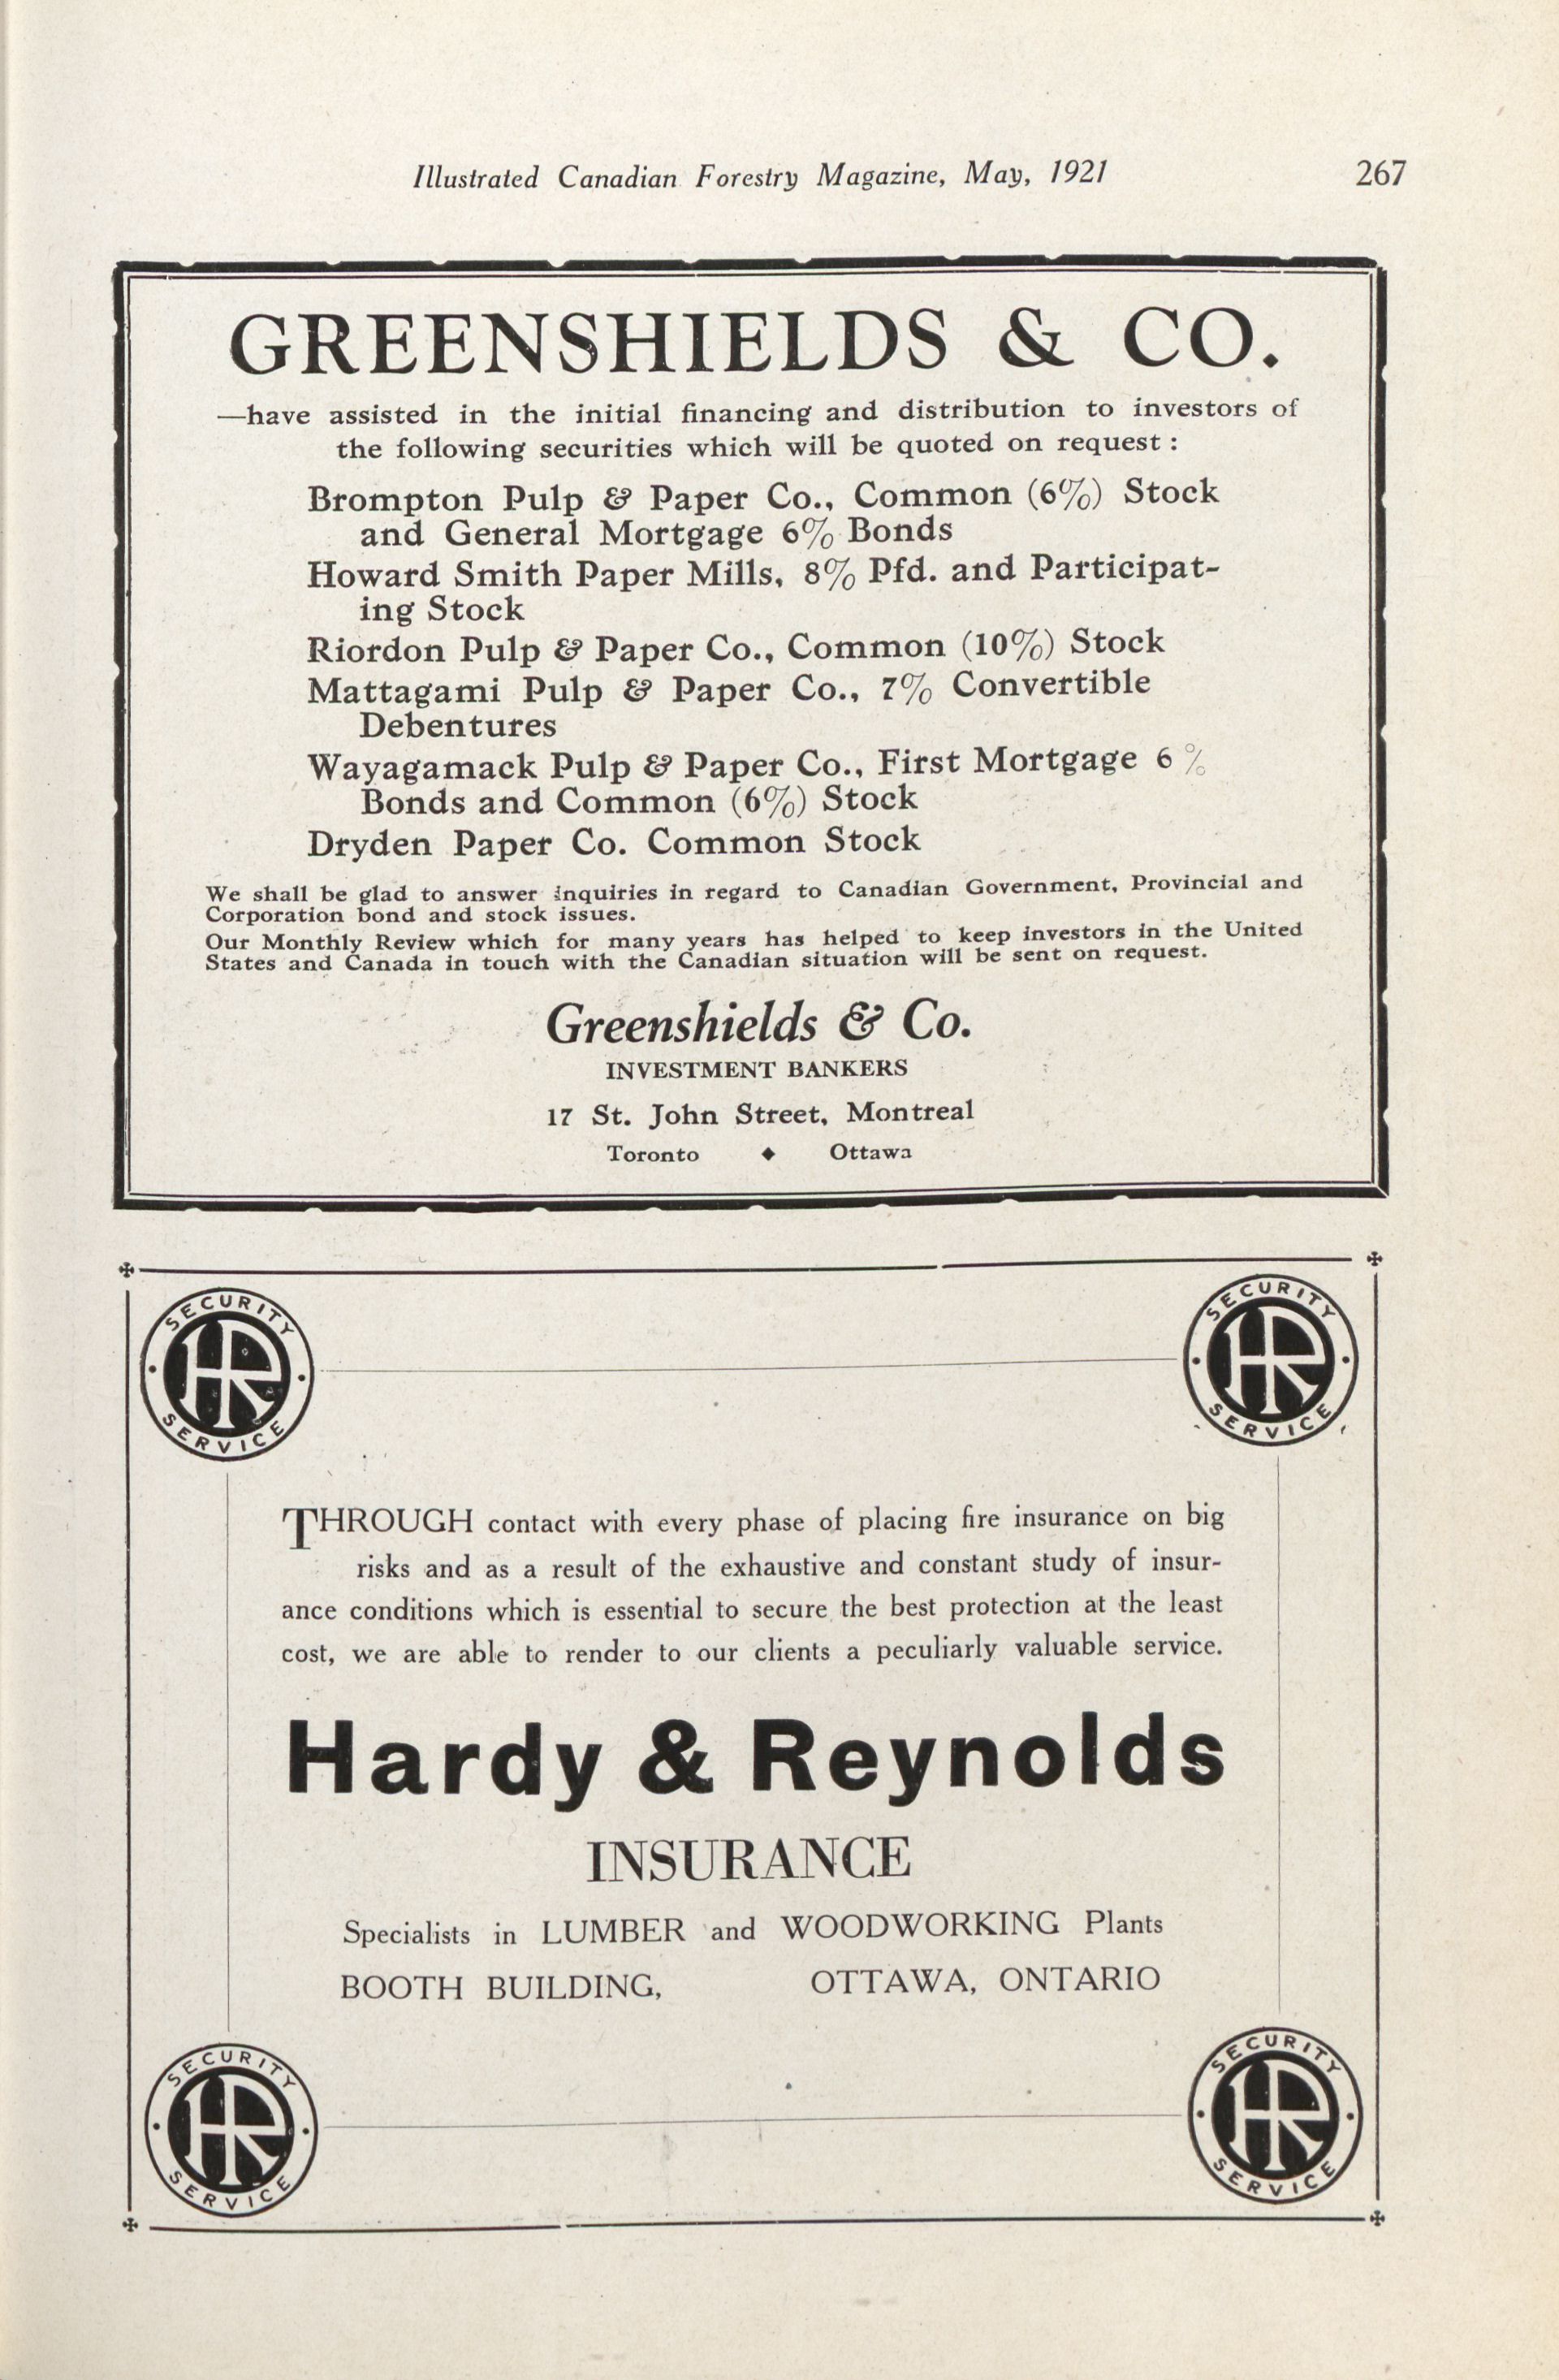 Illustrated Canadian Forestry Magazine, May, 1921
267
GREENSHIELDS & CO.
—have assisted in the initial financing and distribution to investors of
the following securities which will be quoted on request :
Brompton Pulp & Paper Co., Common (6%) Stock
and General Mortgage 6% Bonds
Howard Smith Paper Mills, 8% Pfd. and Participat-
ing Stock
Riordon Pulp & Paper Co., Common (10%) Stock
Mattagami Pulp & Paper Co., 7% Convertible
Debentures
Wayagamack Pulp & Paper Co., First Mortgage 6 %
Bonds and Common (6%) Stock
Dryden Paper Co. Common Stock
We shall be glad to answer inquiries in regard to Canadian Government, Provincial and
Corporation bond and stock issues.
Our Monthly Review which for many years has helped to keep investors in the United
States and Canada in touch with the Canadian situation will be sent on request.
Greenshields & Co.
INVESTMENT BANKERS
17 St. John Street, Montreal
Toronto ♦ Ottawa
SECURITY
HR
SERVICE
SECURITY
HR
SERVICE
THROUGH contact with every phase of placing fire insurance on big
risks and as a result of the exhaustive and constant study of insur-
ance conditions which is essential to secure the best protection at the least
cost, we are able to render to our clients a peculiarly valuable service.
Hardy & Reynolds
INSURANCE
Specialists in LUMBER and WOODWORKING Plants
BOOTH BUILDING, OTTAWA, ONTARIO
SECURITY
HR
SERVICE
SECURITY
HR
SERVICE